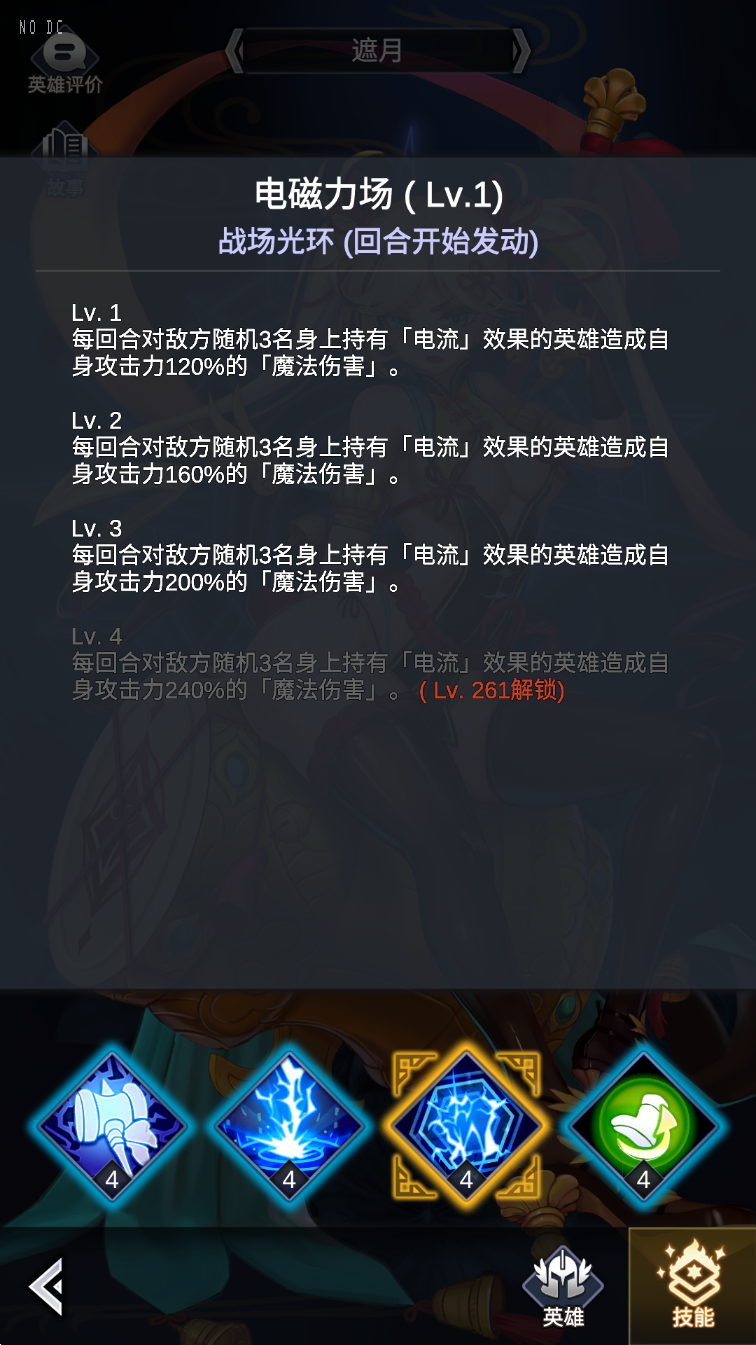 NO DC
遮月
英雄评价
故事
电磁力场 ( Lv.1)
战场光环 (回合开始发动)
Lv. 1
每回合对敌方随机3名身上持有「电流」效果的英雄造成自
身攻击力120%的「魔法伤害」。
Lv. 2
每回合对敌方随机3名身上持有「电流」效果的英雄造成自
身攻击力160%的「魔法伤害」。
Lv. 3
每回合对敌方随机3名身上持有「电流」效果的英雄造成自
身攻击力200%的「魔法伤害」。
Lv. 4
每回合对敌方随机3名身上持有「电流」效果的英雄造成自
身攻击力240%的「魔法伤害」。 ( Lv. 261解锁)
4
4
4
4
英雄
技能